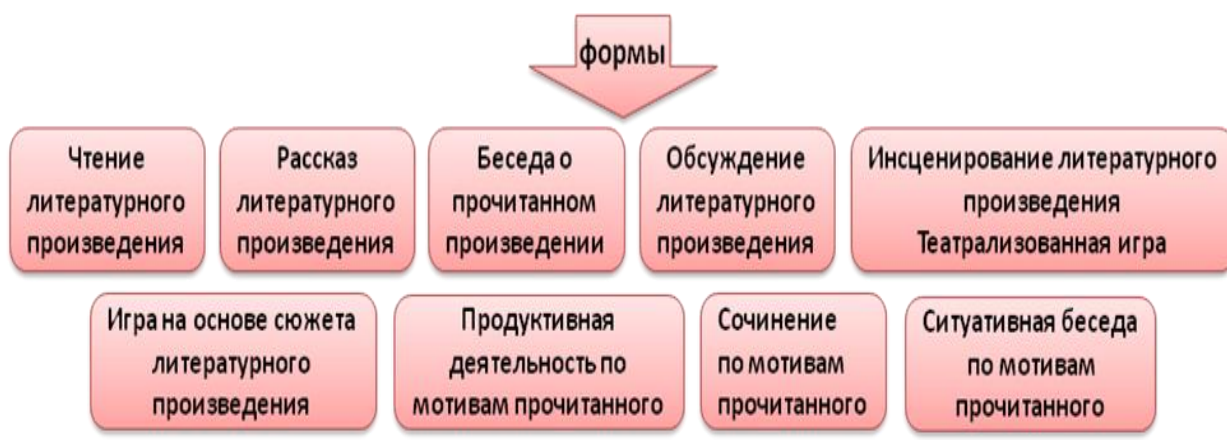 формы
Чтение
литературного
произведения
Рассказ
литературного
произведения
Беседа о
прочитанном
произведении
Обсуждение
литературного
произведения
Инсценирование литературного
произведения
Театрализованная игра
Игра на основе сюжета
литературного
произведения
Продуктивная
деятельность по
мотивам прочитанного
Сочинение
по мотивам
прочитанного
Ситуативная беседа
по мотивам
прочитанного